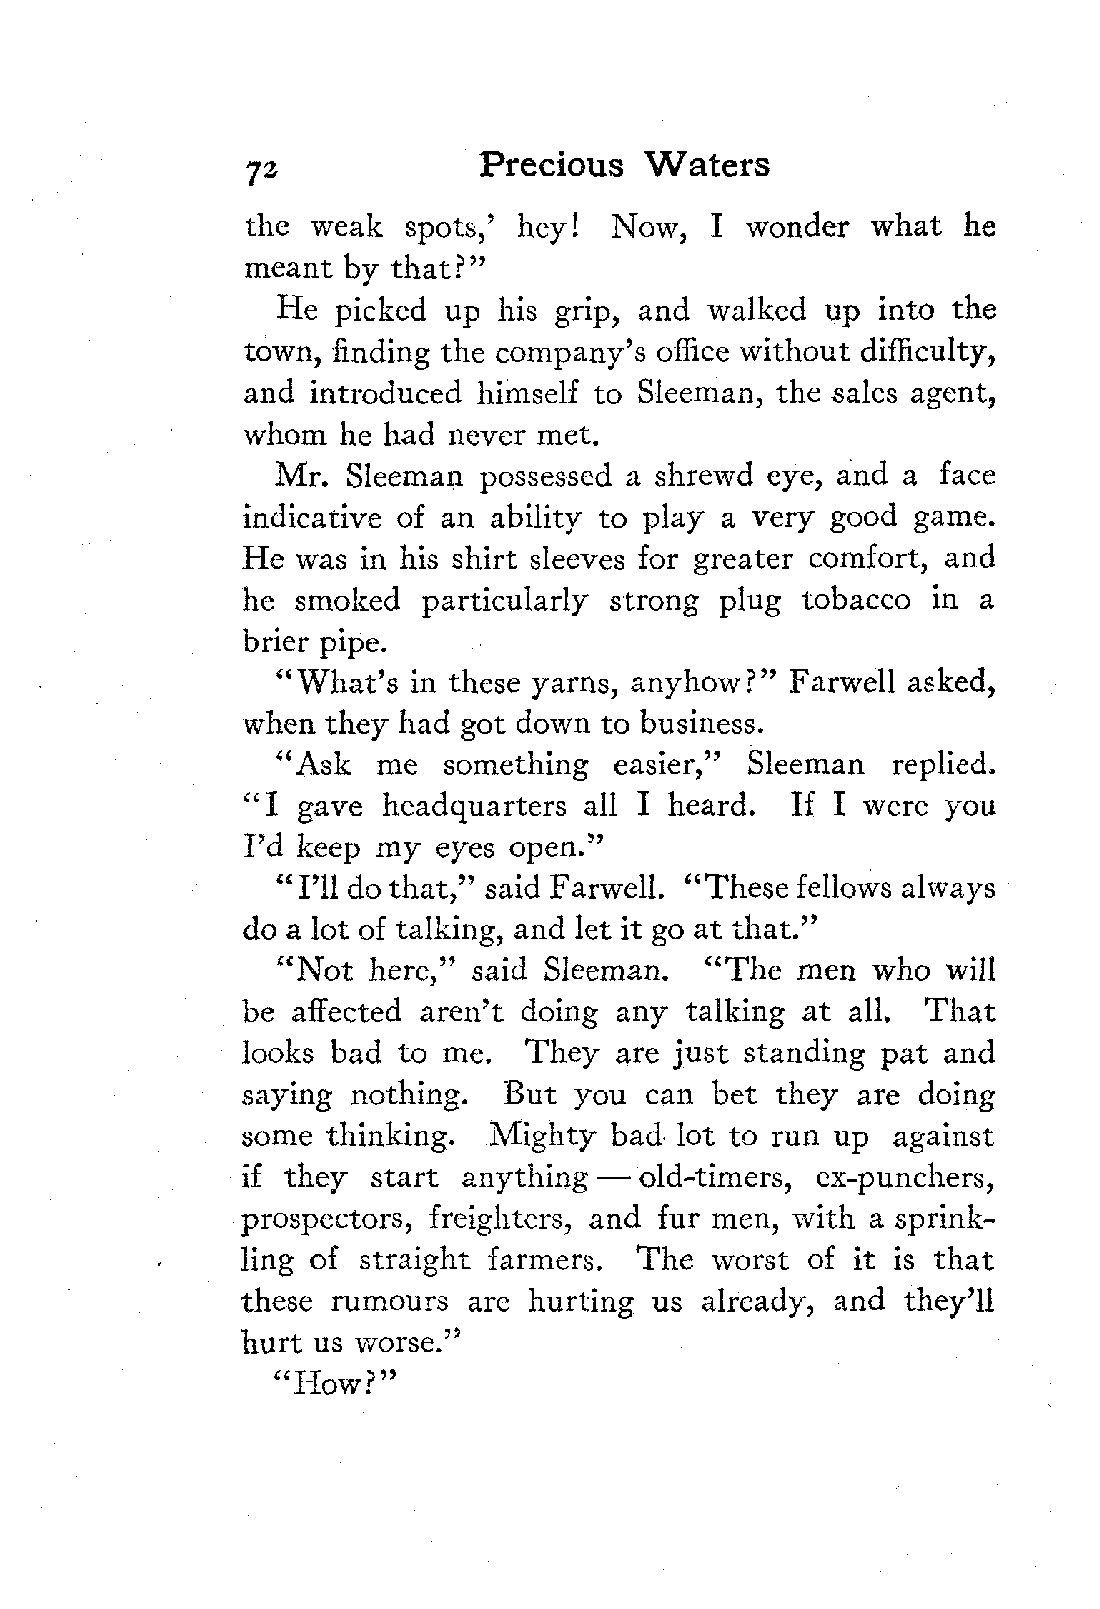 72 Precious Waters
the weak spots,' hey! Now, I wonder what he
meant by that?"
He picked up his grip, and walked up into the
town, finding the company's office without difficulty,
and introduced himself to Sleeman, the sales agent,
whom he had never met.
Mr. Sleeman possessed a shrewd eye, and a face
indicative of an ability to play a very good game.
He was in his shirt sleeves for greater comfort, and
he smoked particularly strong plug tobacco in a
brier pipe.
"What's in these yarns, anyhow?" Farwell asked,
when they had got down to business.
"Ask me something easier," Sleeman replied.
"I gave headquarters all I heard. If I were you
I'd keep my eyes open."
"I'll do that," said Farwell. "These fellows always
do a lot of talking, and let it go at that."
"Not here," said Sleeman. "The men who will
be affected aren't doing any talking at all. That
looks bad to me. They are just standing pat and
saying nothing. But you can bet they are doing
some thinking. Mighty bad lot to run up against
if they start anything — old-timers, ex-punchers,
prospectors, freighters, and fur men, with a sprink-
ling of straight farmers. The worst of it is that
these rumours are hurting us already, and they'll
hurt us worse."
"How?"